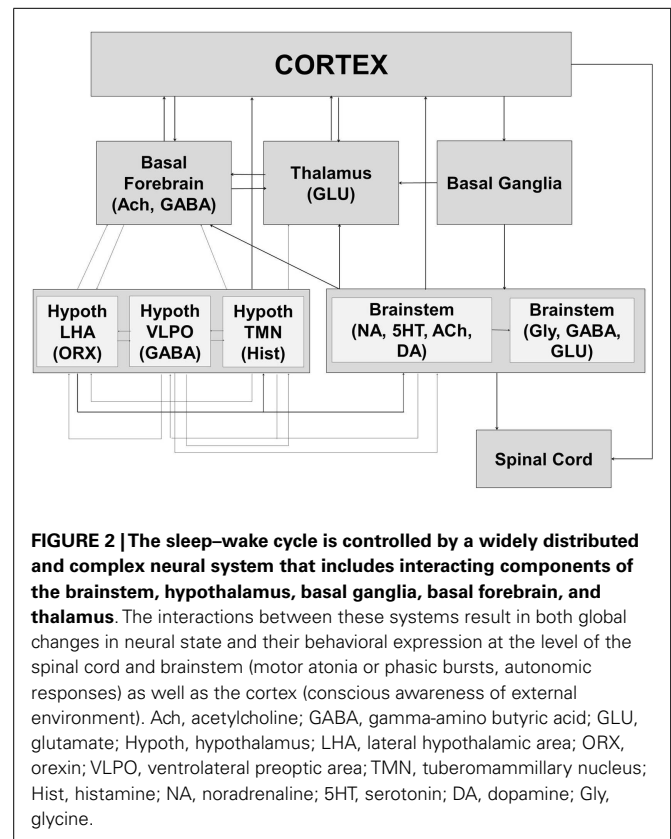 CORTEX
Basal
Forebrain
(Ach, GABA)
Thalamus
(GLU)
Basal Ganglia
Hypoth
LHA
(ORX)
Hypoth
VLPO
(GABA)
Hypoth
TMN
(Hist)
Brainstem
(NA, 5HT, ACh,
DA)
Brainstem
(Gly, GABA,
GLU)
Spinal Cord
FIGURE 2 | The sleep–wake cycle is controlled by a widely distributed
and complex neural system that includes interacting components of
the brainstem, hypothalamus, basal ganglia, basal forebrain, and
thalamus. The interactions between these systems result in both global
changes in neural state and their behavioral expression at the level of the
spinal cord and brainstem (motor atonia or phasic bursts, autonomic
responses) as well as the cortex (conscious awareness of external
environment). Ach, acetylcholine; GABA, gamma-amino butyric acid; GLU,
glutamate; Hypoth, hypothalamus; LHA, lateral hypothalamic area; ORX,
orexin; VLPO, ventrolateral preoptic area; TMN, tuberomammillary nucleus;
Hist, histamine; NA, noradrenaline; 5HT, serotonin; DA, dopamine; Gly,
glycine.